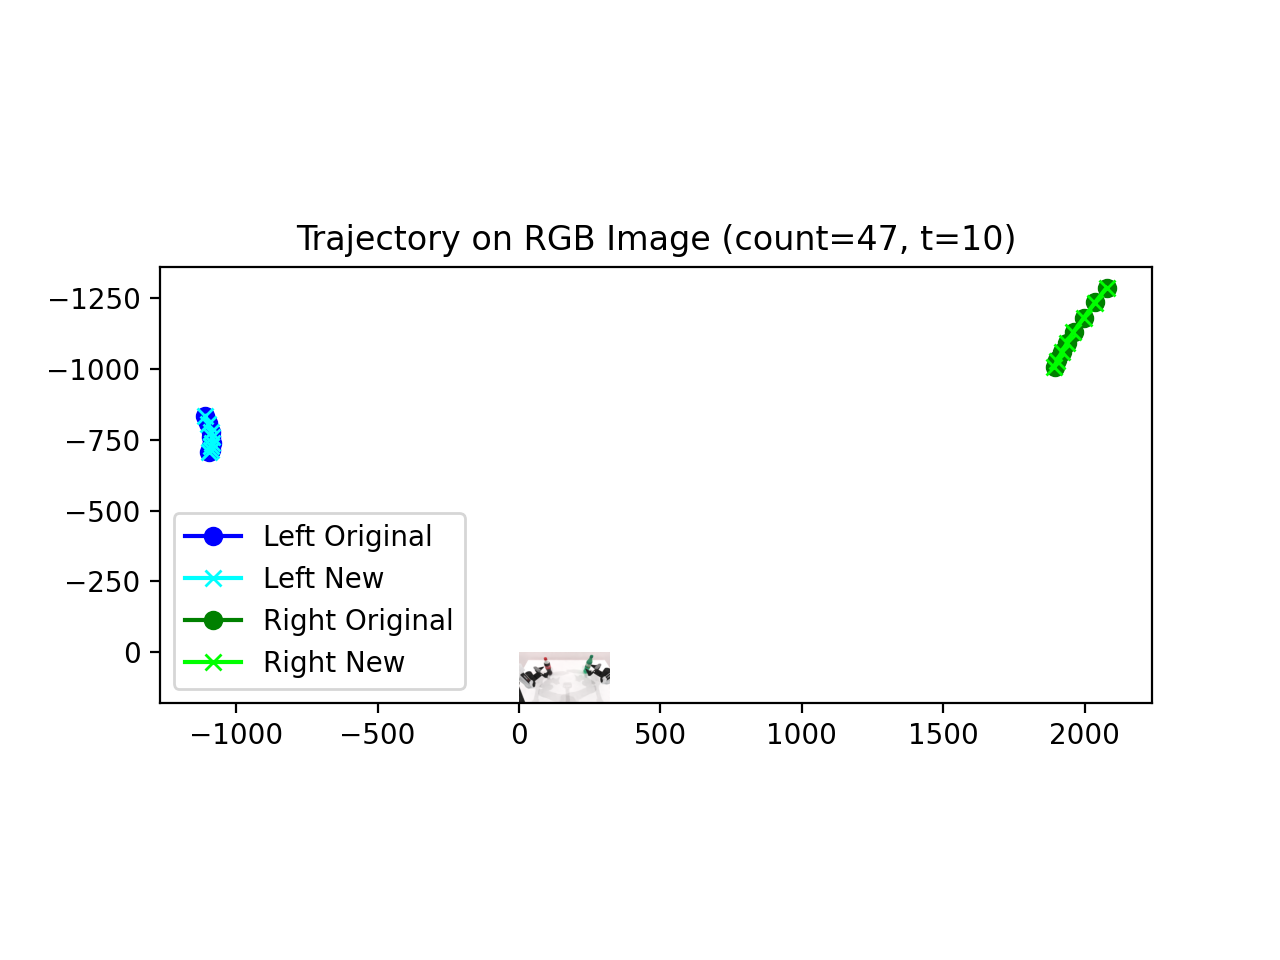 Trajectory on RGB Image (count=47, t=10)
−1250
−1000
−750
−500
−250
0
Left Original
Left New
Right Original
Right New
−1000 −500 0 500 1000 1500 2000